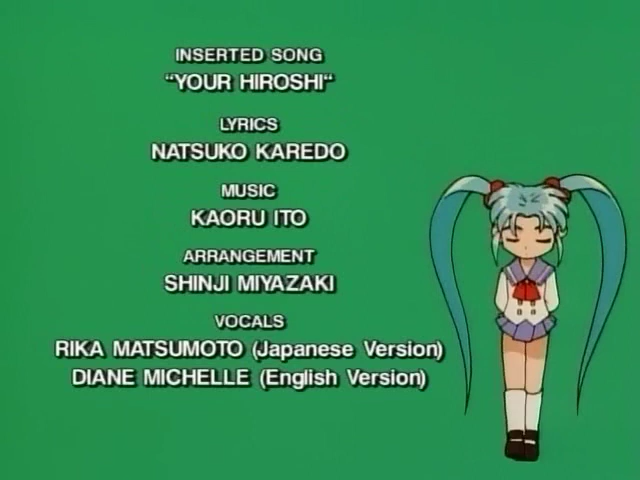 INSERTED SONG
“YOUR HIROSHI“
LYRICS
NATSUKO KAREDO
MUSIC
KAORU ITO
ARRANGEMENT
SHINJI MIYAZAKI
VOCALS
RIKA MATSUMOTO (Japanese Version)
DIANE MICHELLE (English Version)